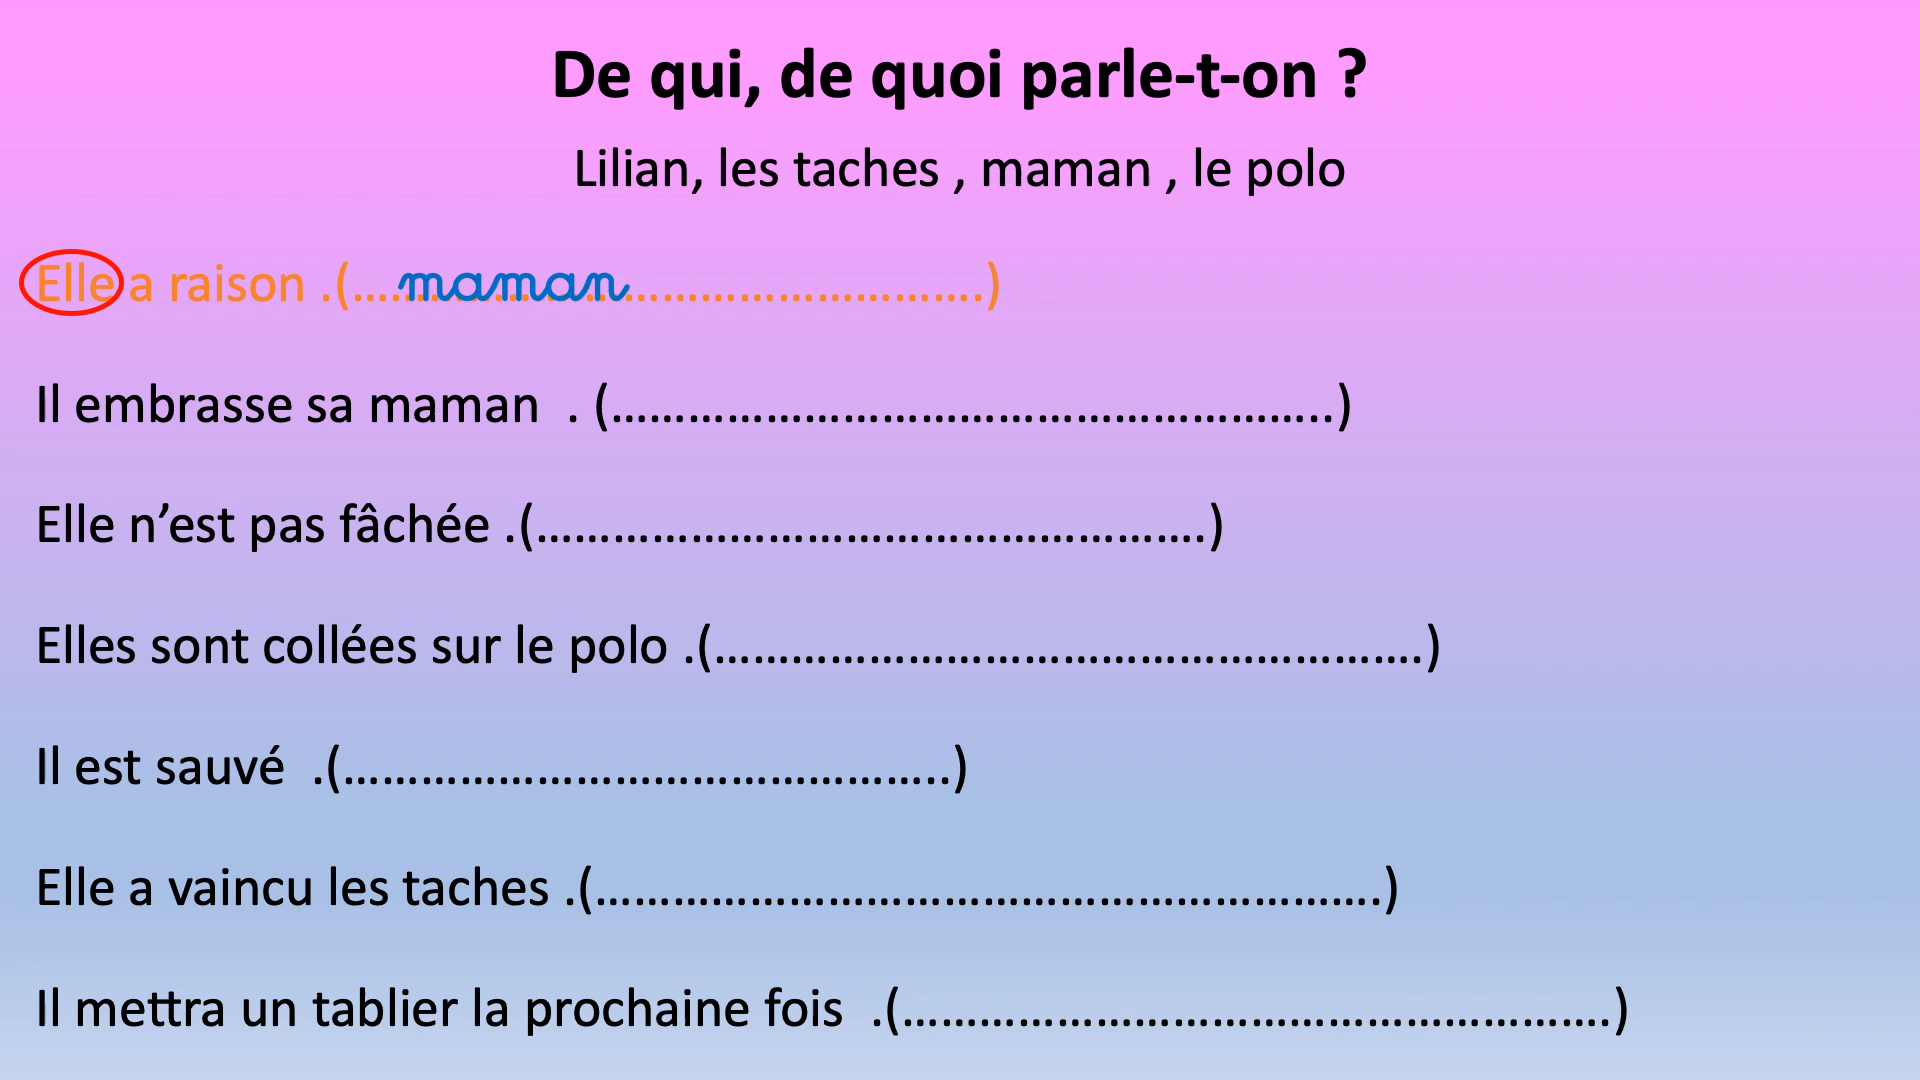 De qui, de quoi parle-t-on ?
Lilian, les taches , maman , le polo
Elle a raison .(.... maman ..............................)
Il embrasse sa maman  . (......................................................)
Elle n’est pas fâchée .(..................................................)
Elles sont collées sur le polo .(.....................................................)
Il est sauvé  .(..............................................)
Elle a vaincu les taches .(..........................................................)
Il mettra un tablier la prochaine fois  .(.....................................................)